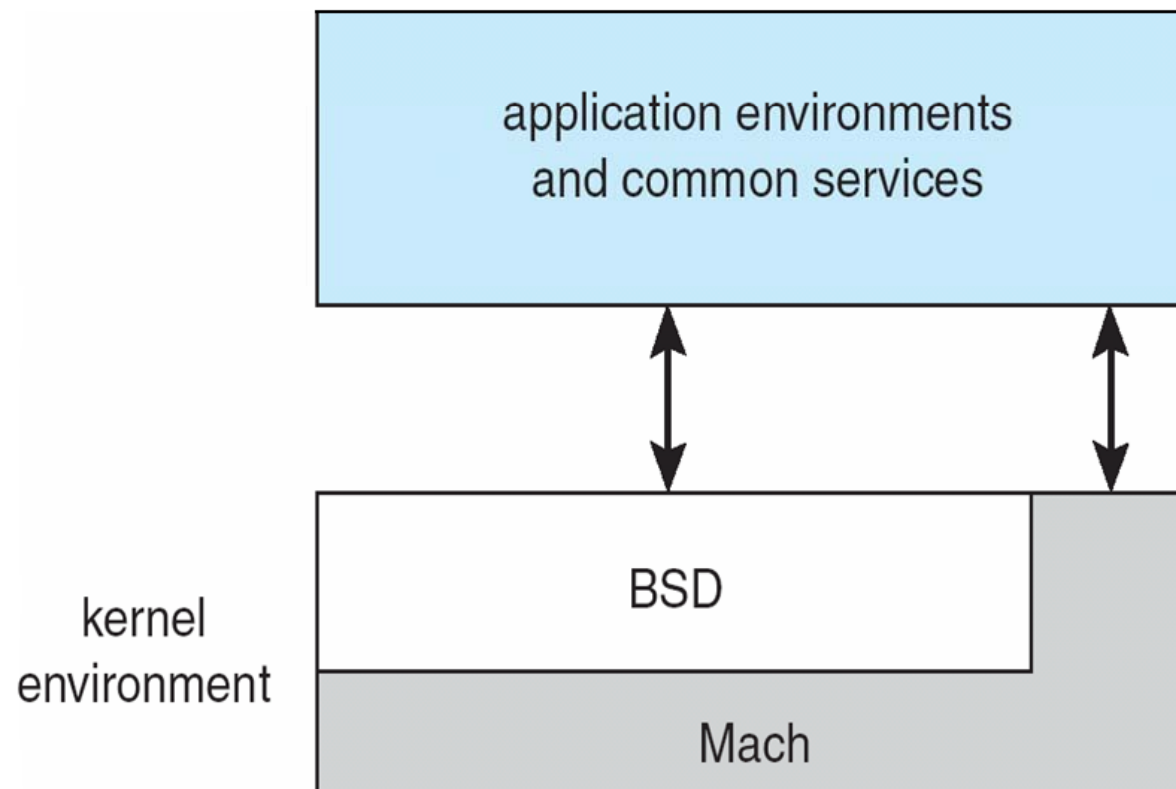 application environments
and common services
BSD
kernel
environment
Mach